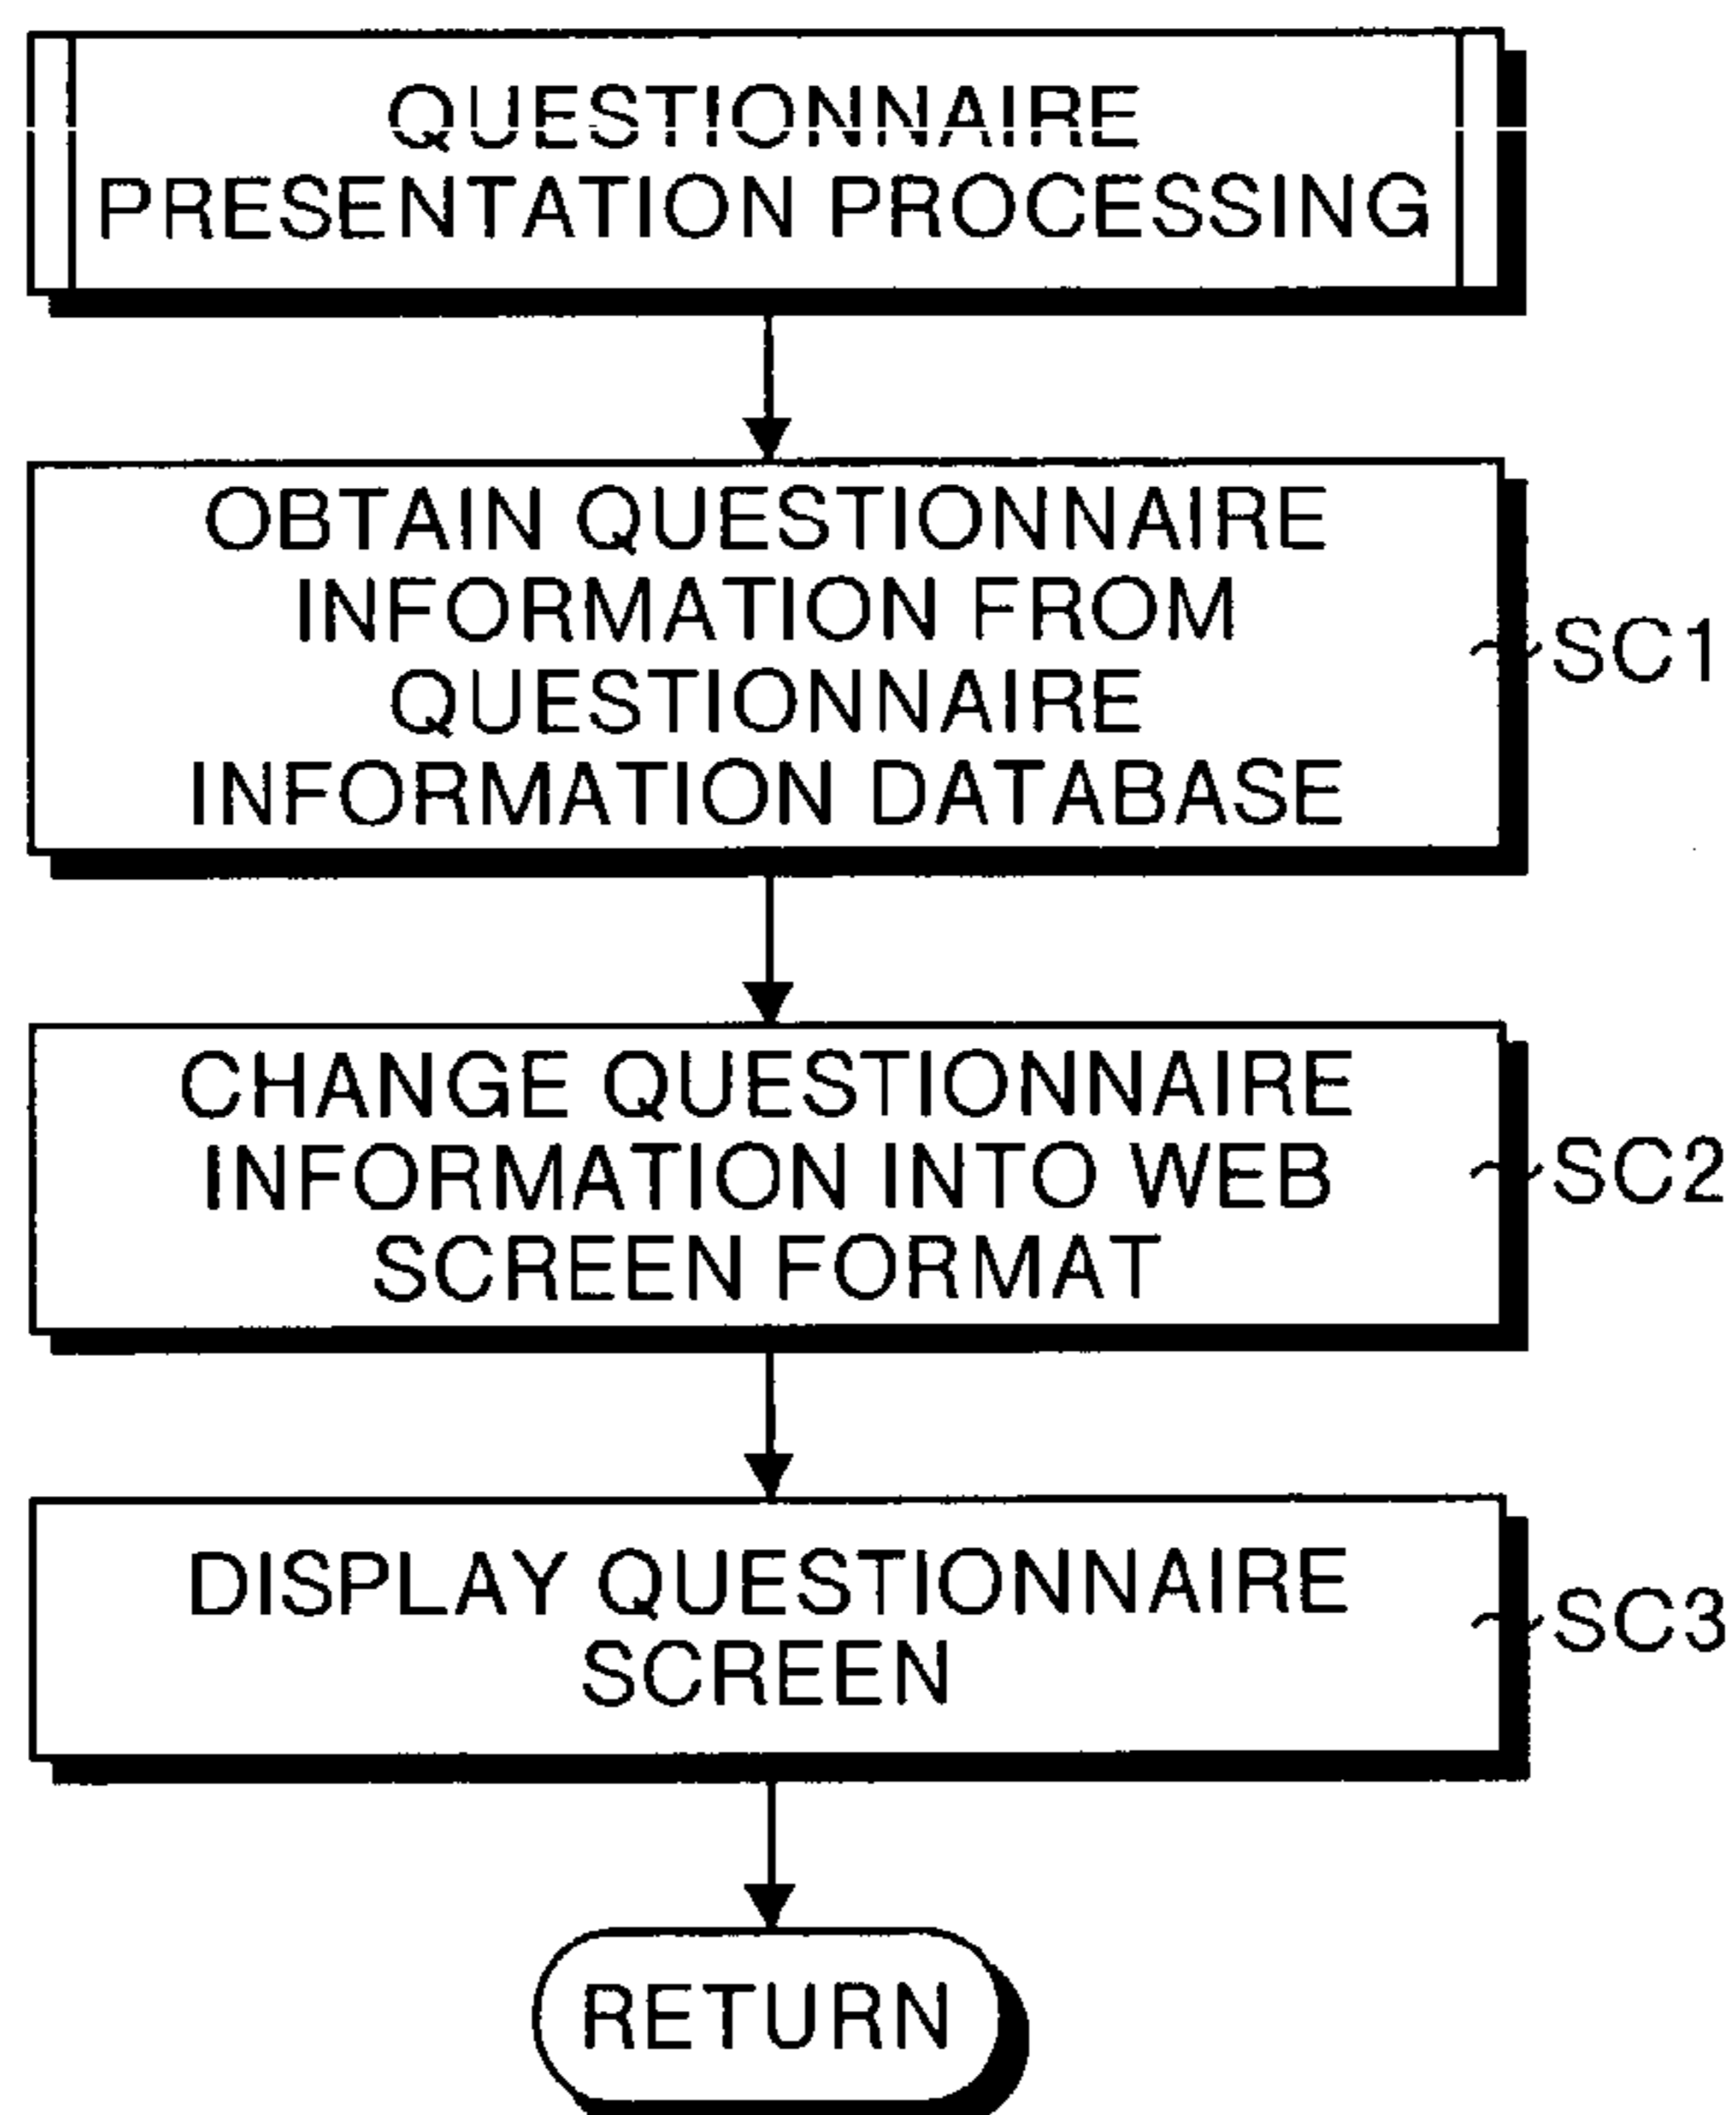 QUESTIONNAIRE
PRESENTATION PROCESSING
OBTAIN QUESTIONNAIRE
INFORMATION FROM
QUESTIONNAIRE
INFORMATION DATABASE
SC1
CHANGE QUESTIONNAIRE
INFORMATION INTO WEB
SCREEN FORMAT
SC2
DISPLAY QUESTIONNAIRE
SCREEN
SC3
RETURN